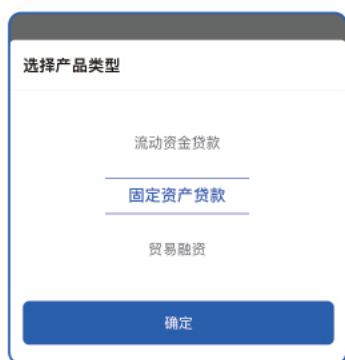 选择产品类型
流动资金贷款
固定资产贷款
贸易融资
确定